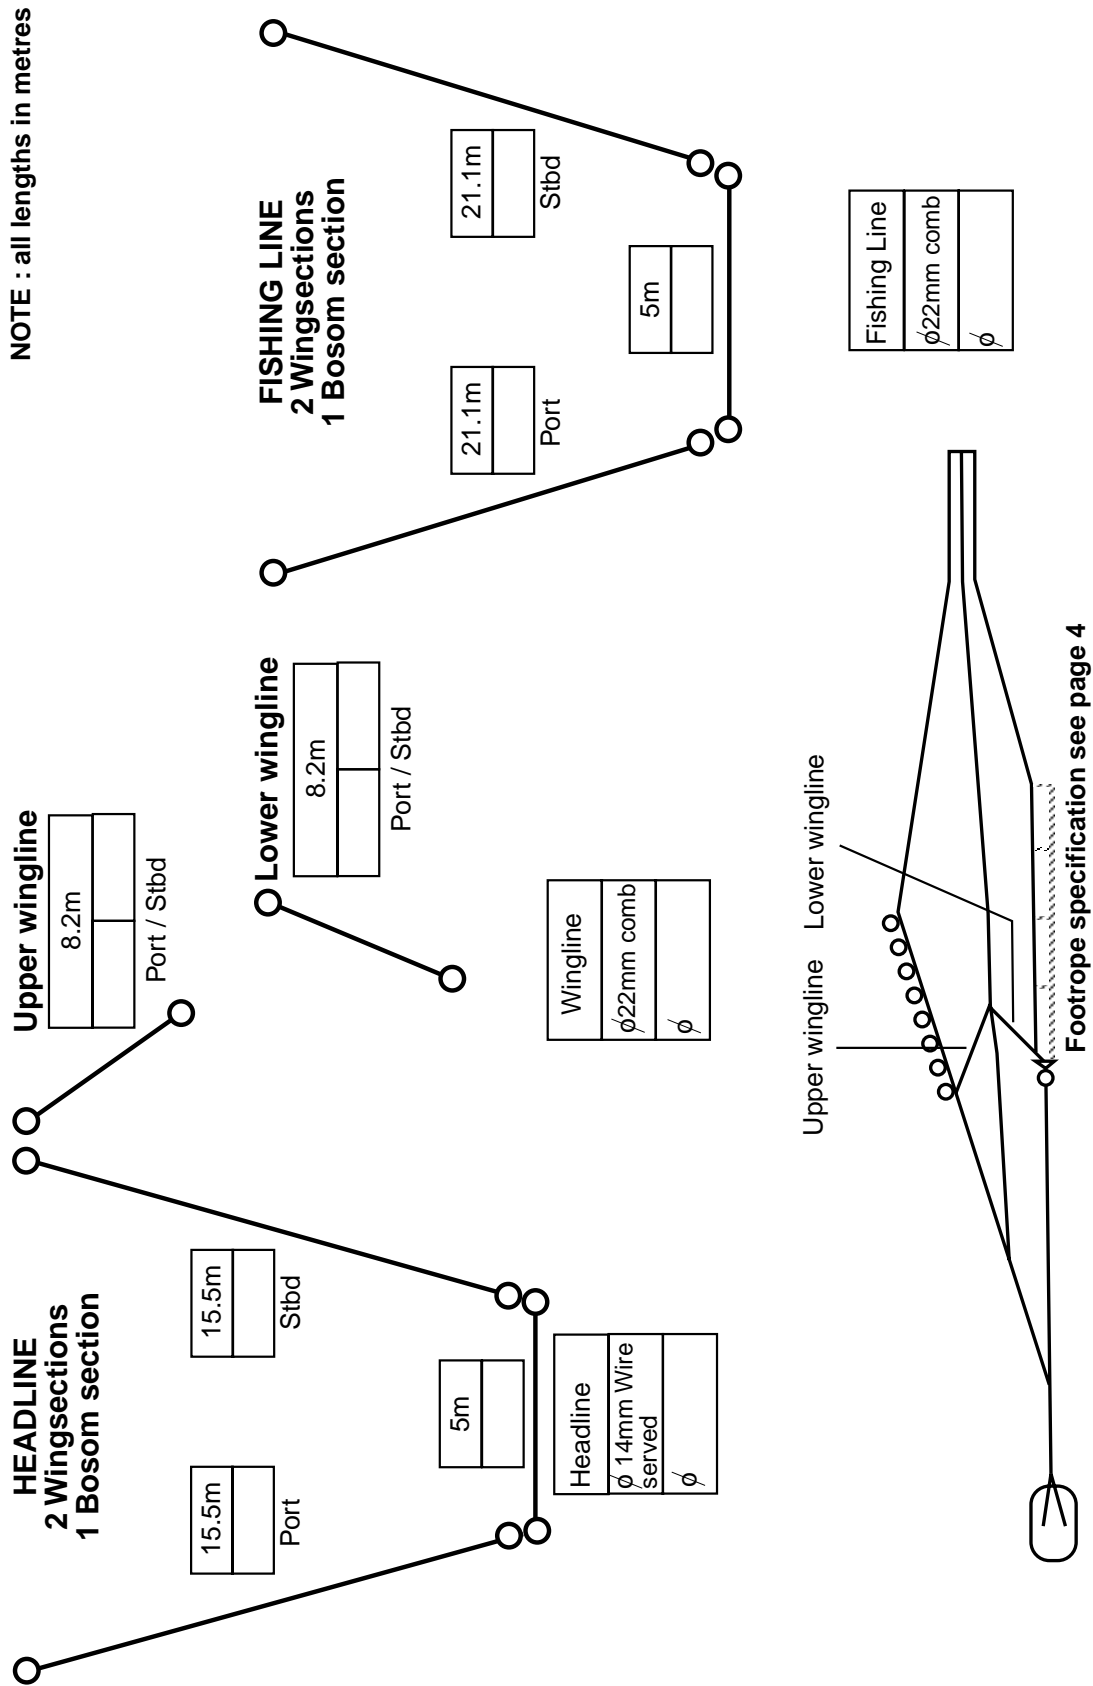 NOTE : all lengths in metres
HEADLINE
2 Wingsections
1 Bosom section
15.5m
Port
15.5m
Stbd
5m
Headline
ø 14mm Wire
served
ø
Upper wingline
8.2m
Port / Stbd
Lower wingline
8.2m
Port / Stbd
Wingline
ø22mm comb
ø
FISHING LINE
2 Wingsections
1 Bosom section
21.1m
Port
21.1m
Stbd
5m
Fishing Line
ø22mm comb
ø
Upper wingline
Lower wingline
Footrope specification see page 4